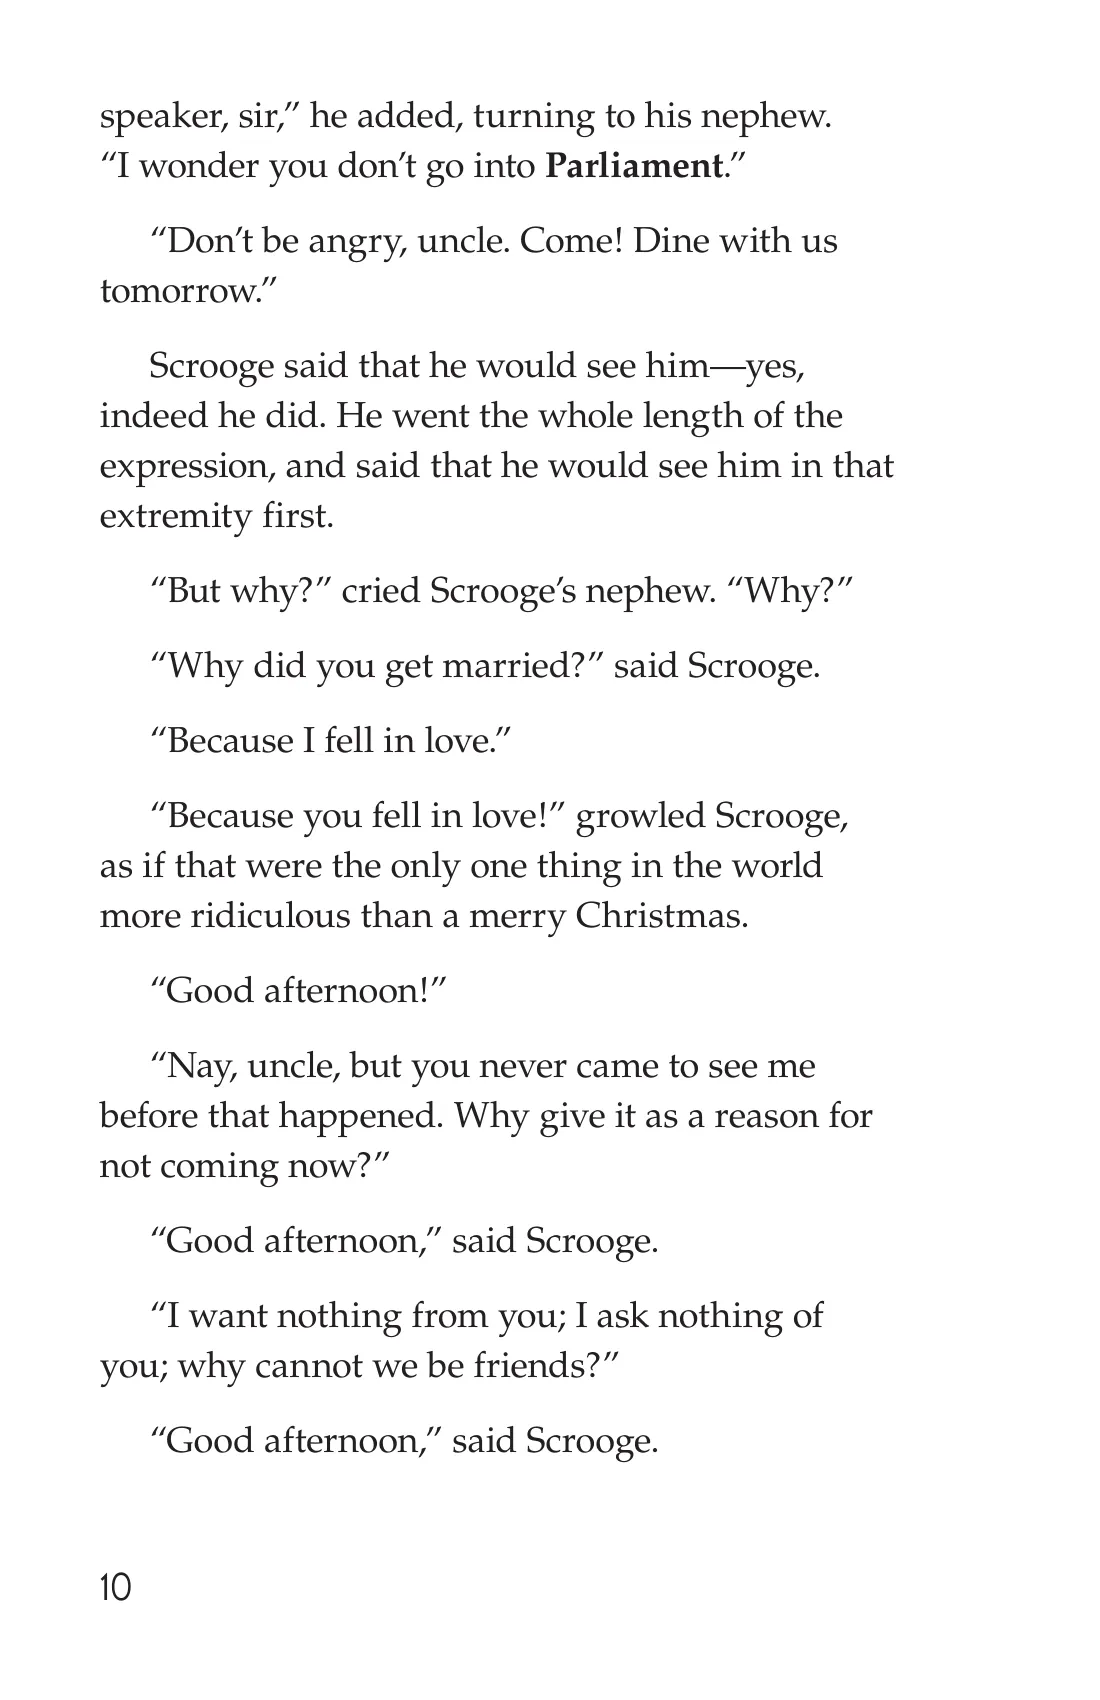 speaker, sir,” he added, turning to his nephew.
“I wonder you don’t go into Parliament.”
“Don’t be angry, uncle. Come! Dine with us
tomorrow.”
Scrooge said that he would see him—yes,
indeed he did. He went the whole length of the
expression, and said that he would see him in that
extremity first.
“But why?” cried Scrooge’s nephew. “Why?”
“Why did you get married?” said Scrooge.
“Because I fell in love.”
“Because you fell in love!” growled Scrooge,
as if that were the only one thing in the world
more ridiculous than a merry Christmas.
“Good afternoon!”
“Nay, uncle, but you never came to see me
before that happened. Why give it as a reason for
not coming now?”
“Good afternoon,” said Scrooge.
“I want nothing from you; I ask nothing of
you; why cannot we be friends?”
“Good afternoon,” said Scrooge.
10